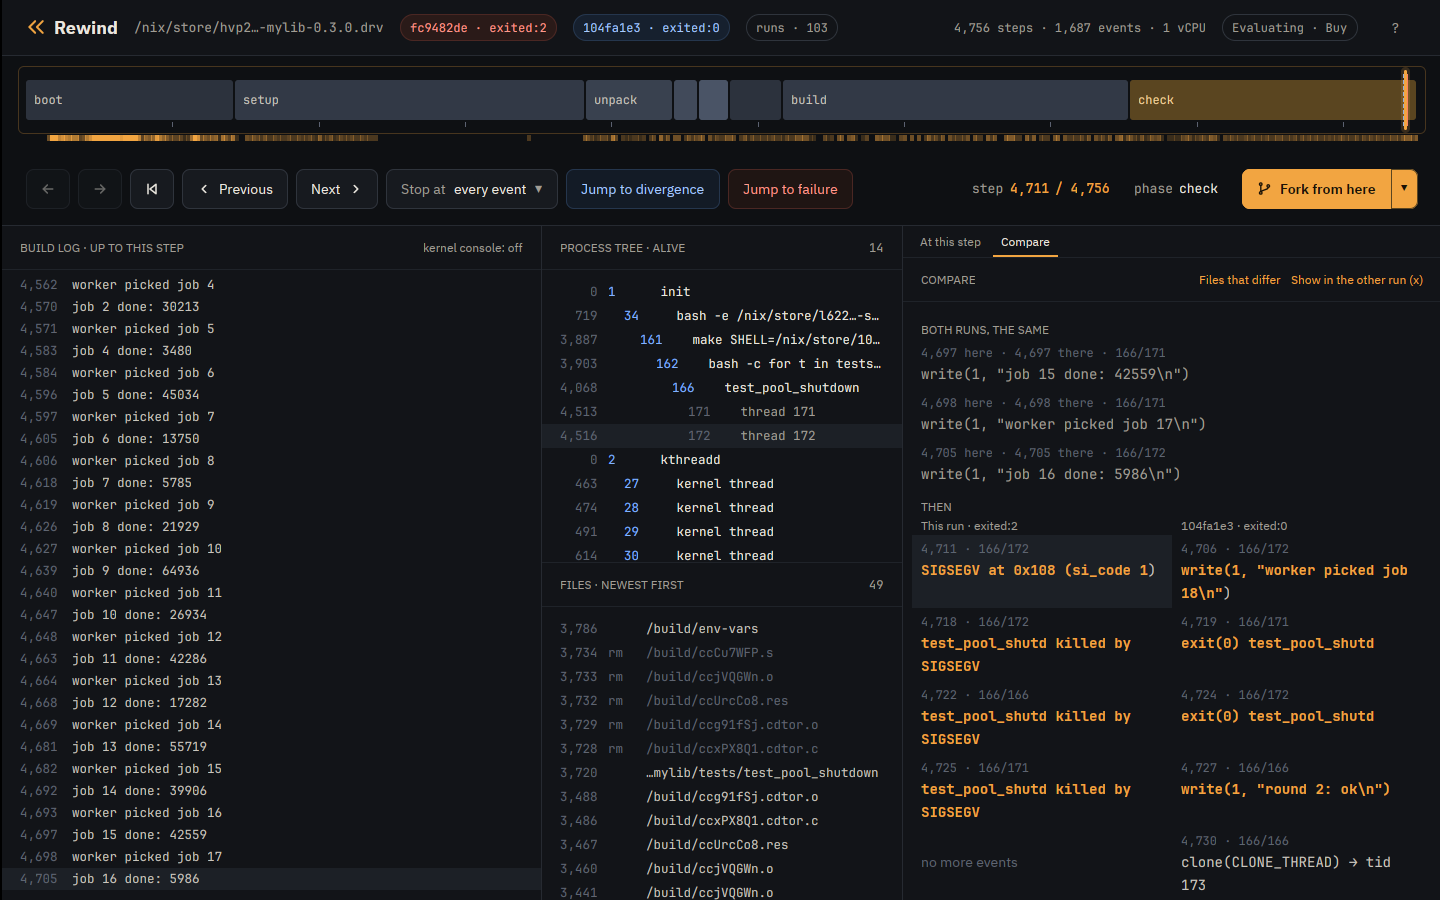 Rewind /nix/store/hvp2…-mylib-0.3.0.drv fc9482de · exited:2 104fa1e3 · exited:0 runs · 103 4,756 steps · 1,687 events · 1 vCPU Evaluating · Buy ?
boot setup unpack build check
Previous Next Stop at every event Jump to divergence Jump to failure step 4,711 / 4,756 phase check Fork from here
BUILD LOG · UP TO THIS STEP kernel console: off
4,562 worker picked job 4
4,570 job 2 done: 30213
4,571 worker picked job 5
4,583 job 4 done: 3480
4,584 worker picked job 6
4,596 job 5 done: 45034
4,597 worker picked job 7
4,605 job 6 done: 13750
4,606 worker picked job 8
4,618 job 7 done: 5785
4,619 worker picked job 9
4,626 job 8 done: 21929
4,627 worker picked job 10
4,639 job 9 done: 64936
4,640 worker picked job 11
4,647 job 10 done: 26934
4,648 worker picked job 12
4,663 job 11 done: 42286
4,664 worker picked job 13
4,668 job 12 done: 17282
4,669 worker picked job 14
4,681 job 13 done: 55719
4,682 worker picked job 15
4,692 job 14 done: 39906
4,693 worker picked job 16
4,697 job 15 done: 42559
4,698 worker picked job 17
4,705 job 16 done: 5986
PROCESS TREE · ALIVE 14
0 1 init
719 34 bash -e /nix/store/l622…-s…
3,887 161 make SHELL=/nix/store/10…
3,903 162 bash -c for t in tests…
4,068 166 test_pool_shutdown
4,513 171 thread 171
4,516 172 thread 172
0 2 kthreadd
463 27 kernel thread
474 28 kernel thread
491 29 kernel thread
614 30 kernel thread
FILES · NEWEST FIRST 49
3,786 /build/env-vars
3,734 rm /build/ccCu7WFP.s
3,733 rm /build/ccjVQGWn.o
3,732 rm /build/ccUrcCo8.res
3,729 rm /build/ccg91fSj.cdtor.o
3,728 rm /build/ccxPX8Q1.cdtor.c
3,720 …mylib/tests/test_pool_shutdown
3,488 /build/ccg91fSj.cdtor.o
3,486 /build/ccxPX8Q1.cdtor.c
3,467 /build/ccUrcCo8.res
3,460 /build/ccjVQGWn.o
3,441 /build/ccjVQGWn.o
At this step Compare
COMPARE Files that differ Show in the other run (x)
BOTH RUNS, THE SAME
4,697 here · 4,697 there · 166/171
write(1, "job 15 done: 42559\n")
4,698 here · 4,698 there · 166/171
write(1, "worker picked job 17\n")
4,705 here · 4,705 there · 166/172
write(1, "job 16 done: 5986\n")
THEN
This run · exited:2 104fa1e3 · exited:0
4,711 · 166/172 4,706 · 166/172
SIGSEGV at 0x108 (si_code 1) write(1, "worker picked job
18\n")
4,718 · 166/172 4,719 · 166/171
test_pool_shutd killed by exit(0) test_pool_shutd
SIGSEGV
4,722 · 166/166 4,724 · 166/172
test_pool_shutd killed by exit(0) test_pool_shutd
SIGSEGV
4,725 · 166/171 4,727 · 166/166
test_pool_shutd killed by write(1, "round 2: ok\n")
SIGSEGV
4,730 · 166/166
no more events clone(CLONE_THREAD) → tid
173